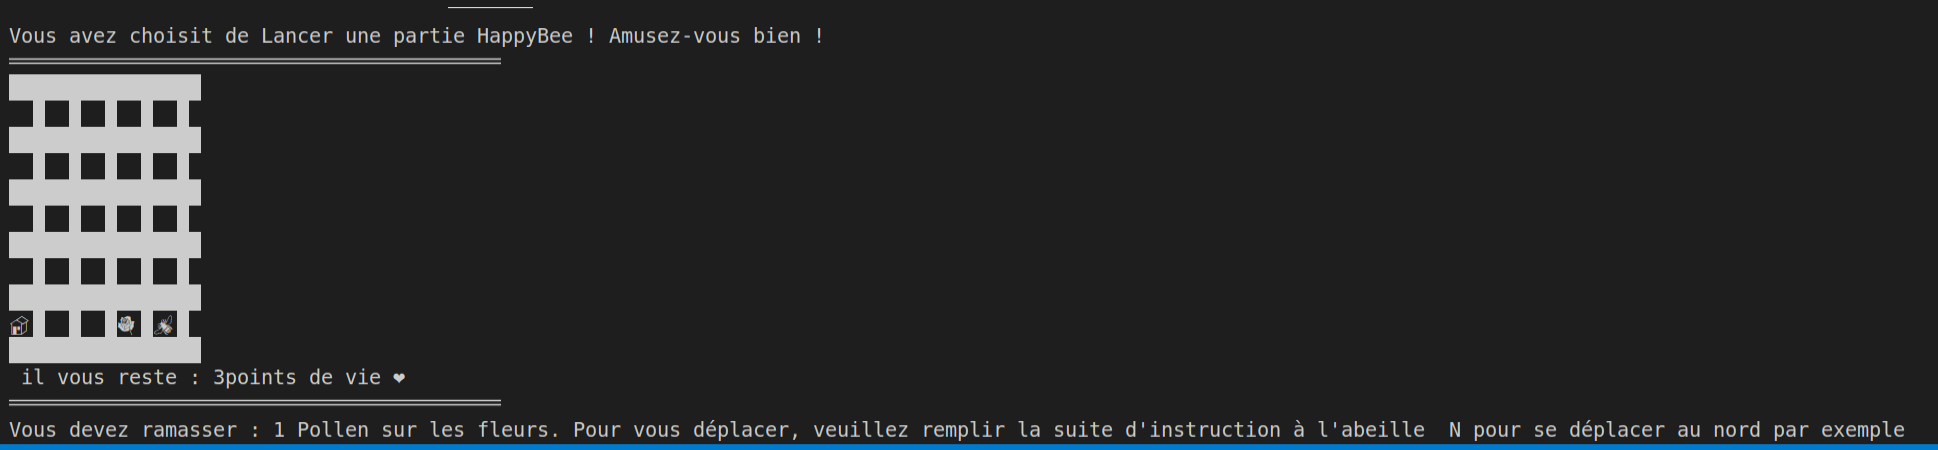 Vous avez choisit de Lancer une partie HappyBee ! Amusez-vous bien !
il vous reste : 3points de vie ❤
Vous devez ramasser : 1 Pollen sur les fleurs. Pour vous déplacer, veuillez remplir la suite d'instruction à l'abeille  N pour se déplacer au nord par exemple